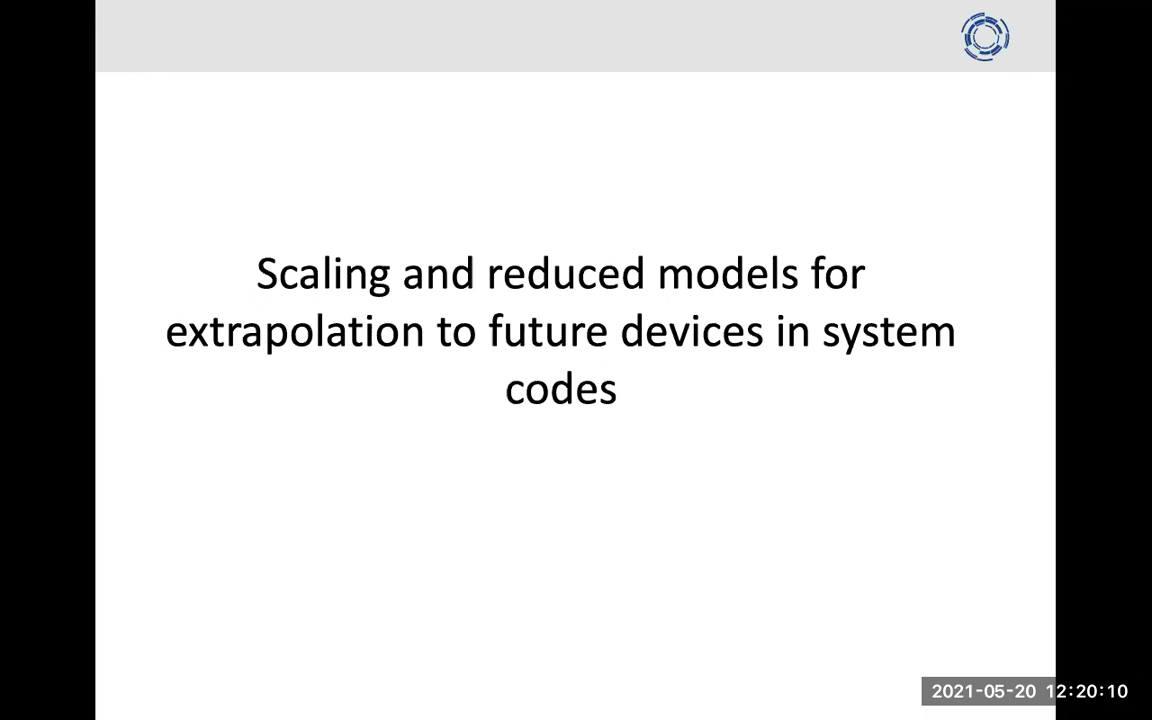 Scaling and reduced models for
extrapolation to future devices in system
codes
2021-05-20 12:20:10